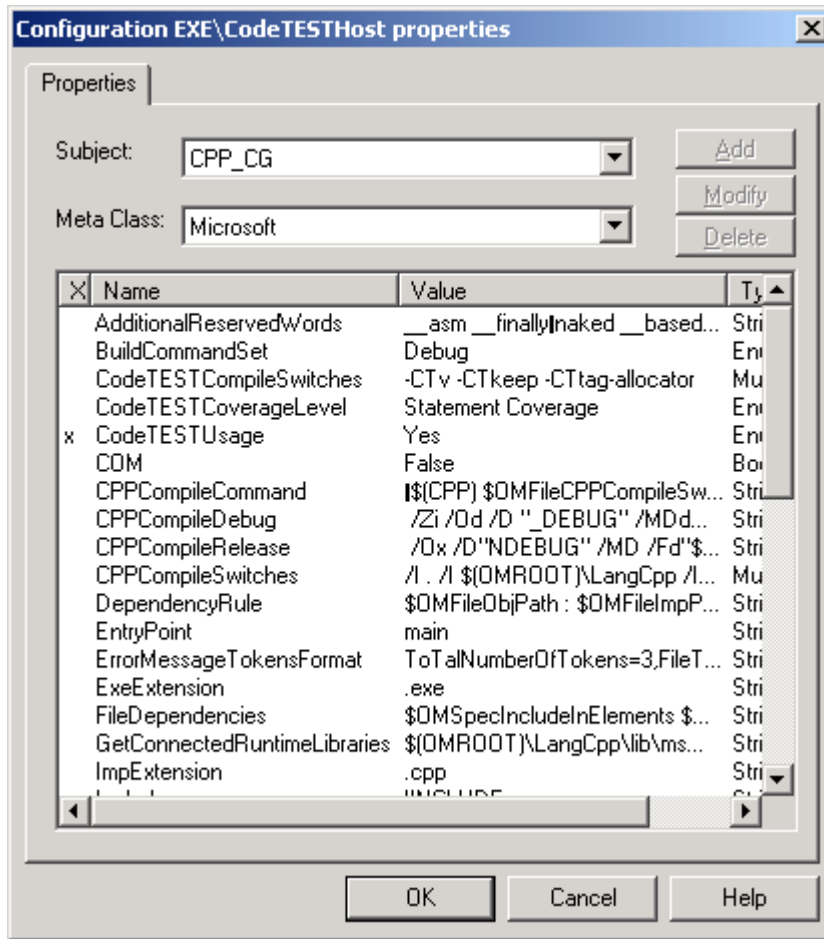 Configuration EXE\CodeTESTHost properties
Properties
Subject: CPP_CG Add
Modify
Meta Class: Microsoft Delete
X Name Value Ty
AdditionalReservedWords __asm __finally|naked __based... Stri
BuildCommandSet Debug Enu
CodeTESTCompileSwitches -CTv -CTkeep -CTtag-allocator Mu
CodeTESTCoverageLevel Statement Coverage Enu
x CodeTESTUsage Yes Enu
COM False Boo
CPPCompileCommand $(CPP) $OMFileCPPCompileSw... Stri
CPPCompileDebug /Zi /Od /D "_DEBUG" /MDd... Stri
CPPCompileRelease /Ox /D"NDEBUG" /MD /Fd"$... Stri
CPPCompileSwitches /I . /I $(OMROOT)\LangCpp /I... Mu
DependencyRule $OMFileObjPath : $OMFileImpP... Stri
EntryPoint main Stri
ErrorMessageTokensFormat ToTalNumberOfTokens=3,FileT... Stri
ExeExtension .exe Stri
FileDependencies $OMSpecIncludeInElements $... Stri
GetConnectedRuntimeLibraries $(OMROOT)\LangCpp\lib\ms... Stri
ImpExtension .cpp Stri
OK Cancel Help